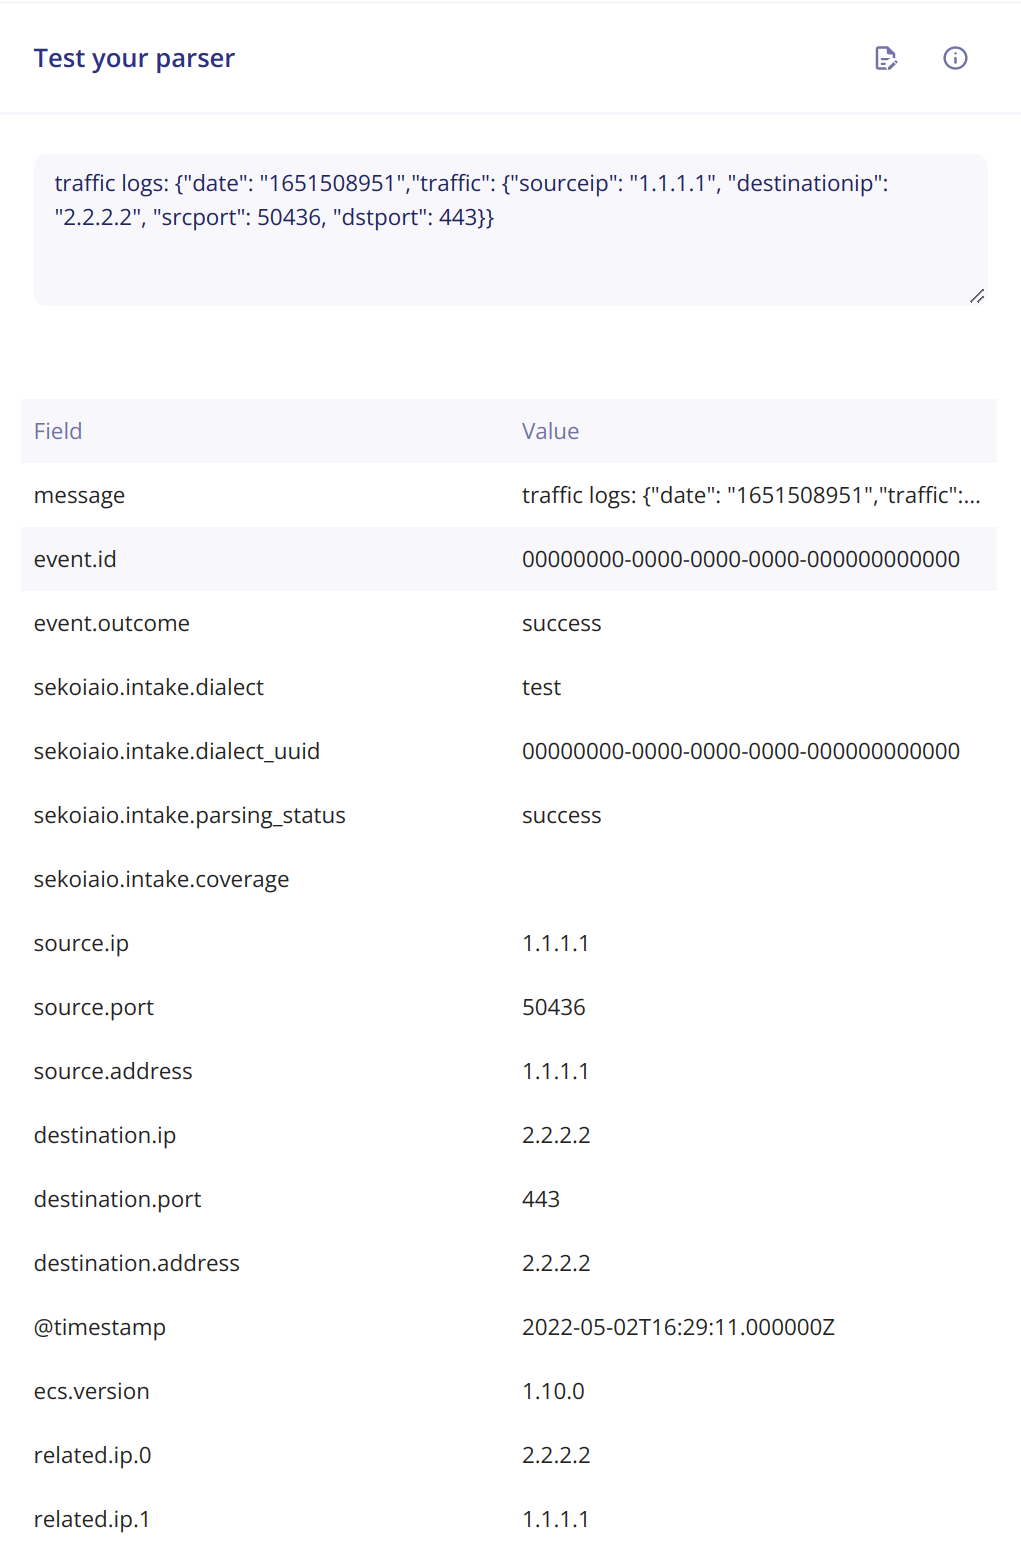 Test your parser
traffic logs: {"date": "1651508951","traffic": {"sourceip": "1.1.1.1", "destinationip":
"2.2.2.2", "srcport": 50436, "dstport": 443}}
Field Value
message traffic logs: {"date": "1651508951","traffic":...
event.id 00000000-0000-0000-0000-000000000000
event.outcome success
sekoiaio.intake.dialect test
sekoiaio.intake.dialect_uuid 00000000-0000-0000-0000-000000000000
sekoiaio.intake.parsing_status success
sekoiaio.intake.coverage
source.ip 1.1.1.1
source.port 50436
source.address 1.1.1.1
destination.ip 2.2.2.2
destination.port 443
destination.address 2.2.2.2
@timestamp 2022-05-02T16:29:11.000000Z
ecs.version 1.10.0
related.ip.0 2.2.2.2
related.ip.1 1.1.1.1